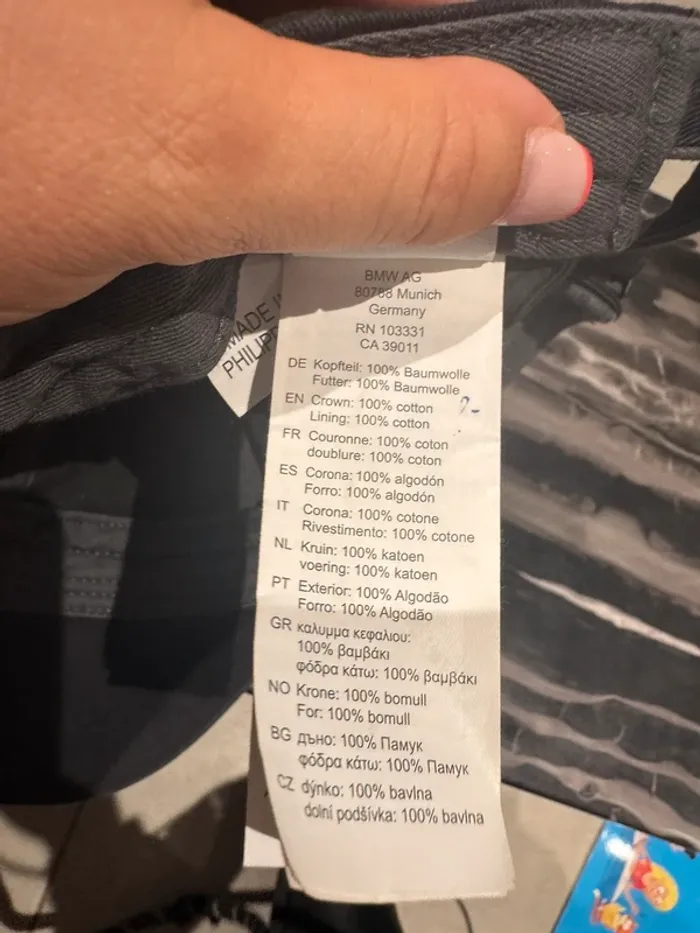 BMW AG
80788 Munich
Germany
RN 103331
CA 39011
DE Kopfteil: 100% Baumwolle
Futter: 100% Baumwolle
EN Crown: 100% cotton
Lining: 100% cotton
FR Couronne: 100% coton
doublure: 100% coton
ES Corona: 100% algodón
Forro: 100% algodón
IT Corona: 100% cotone
Rivestimento: 100% cotone
NL Kruin: 100% katoen
voering: 100% katoen
PT Exterior: 100% Algodão
Forro: 100% Algodão
GR καλυμμα κεφαλιου:
100% βαμβάκι
φόδρα κάτω: 100% βαμβάκι
NO Krone: 100% bomull
For: 100% bomull
BG дъно: 100% Памук
φόδρα κάτω: 100% Памук
CZ dýnko: 100% bavlna
dolní podšívka: 100% bavlna
MADE